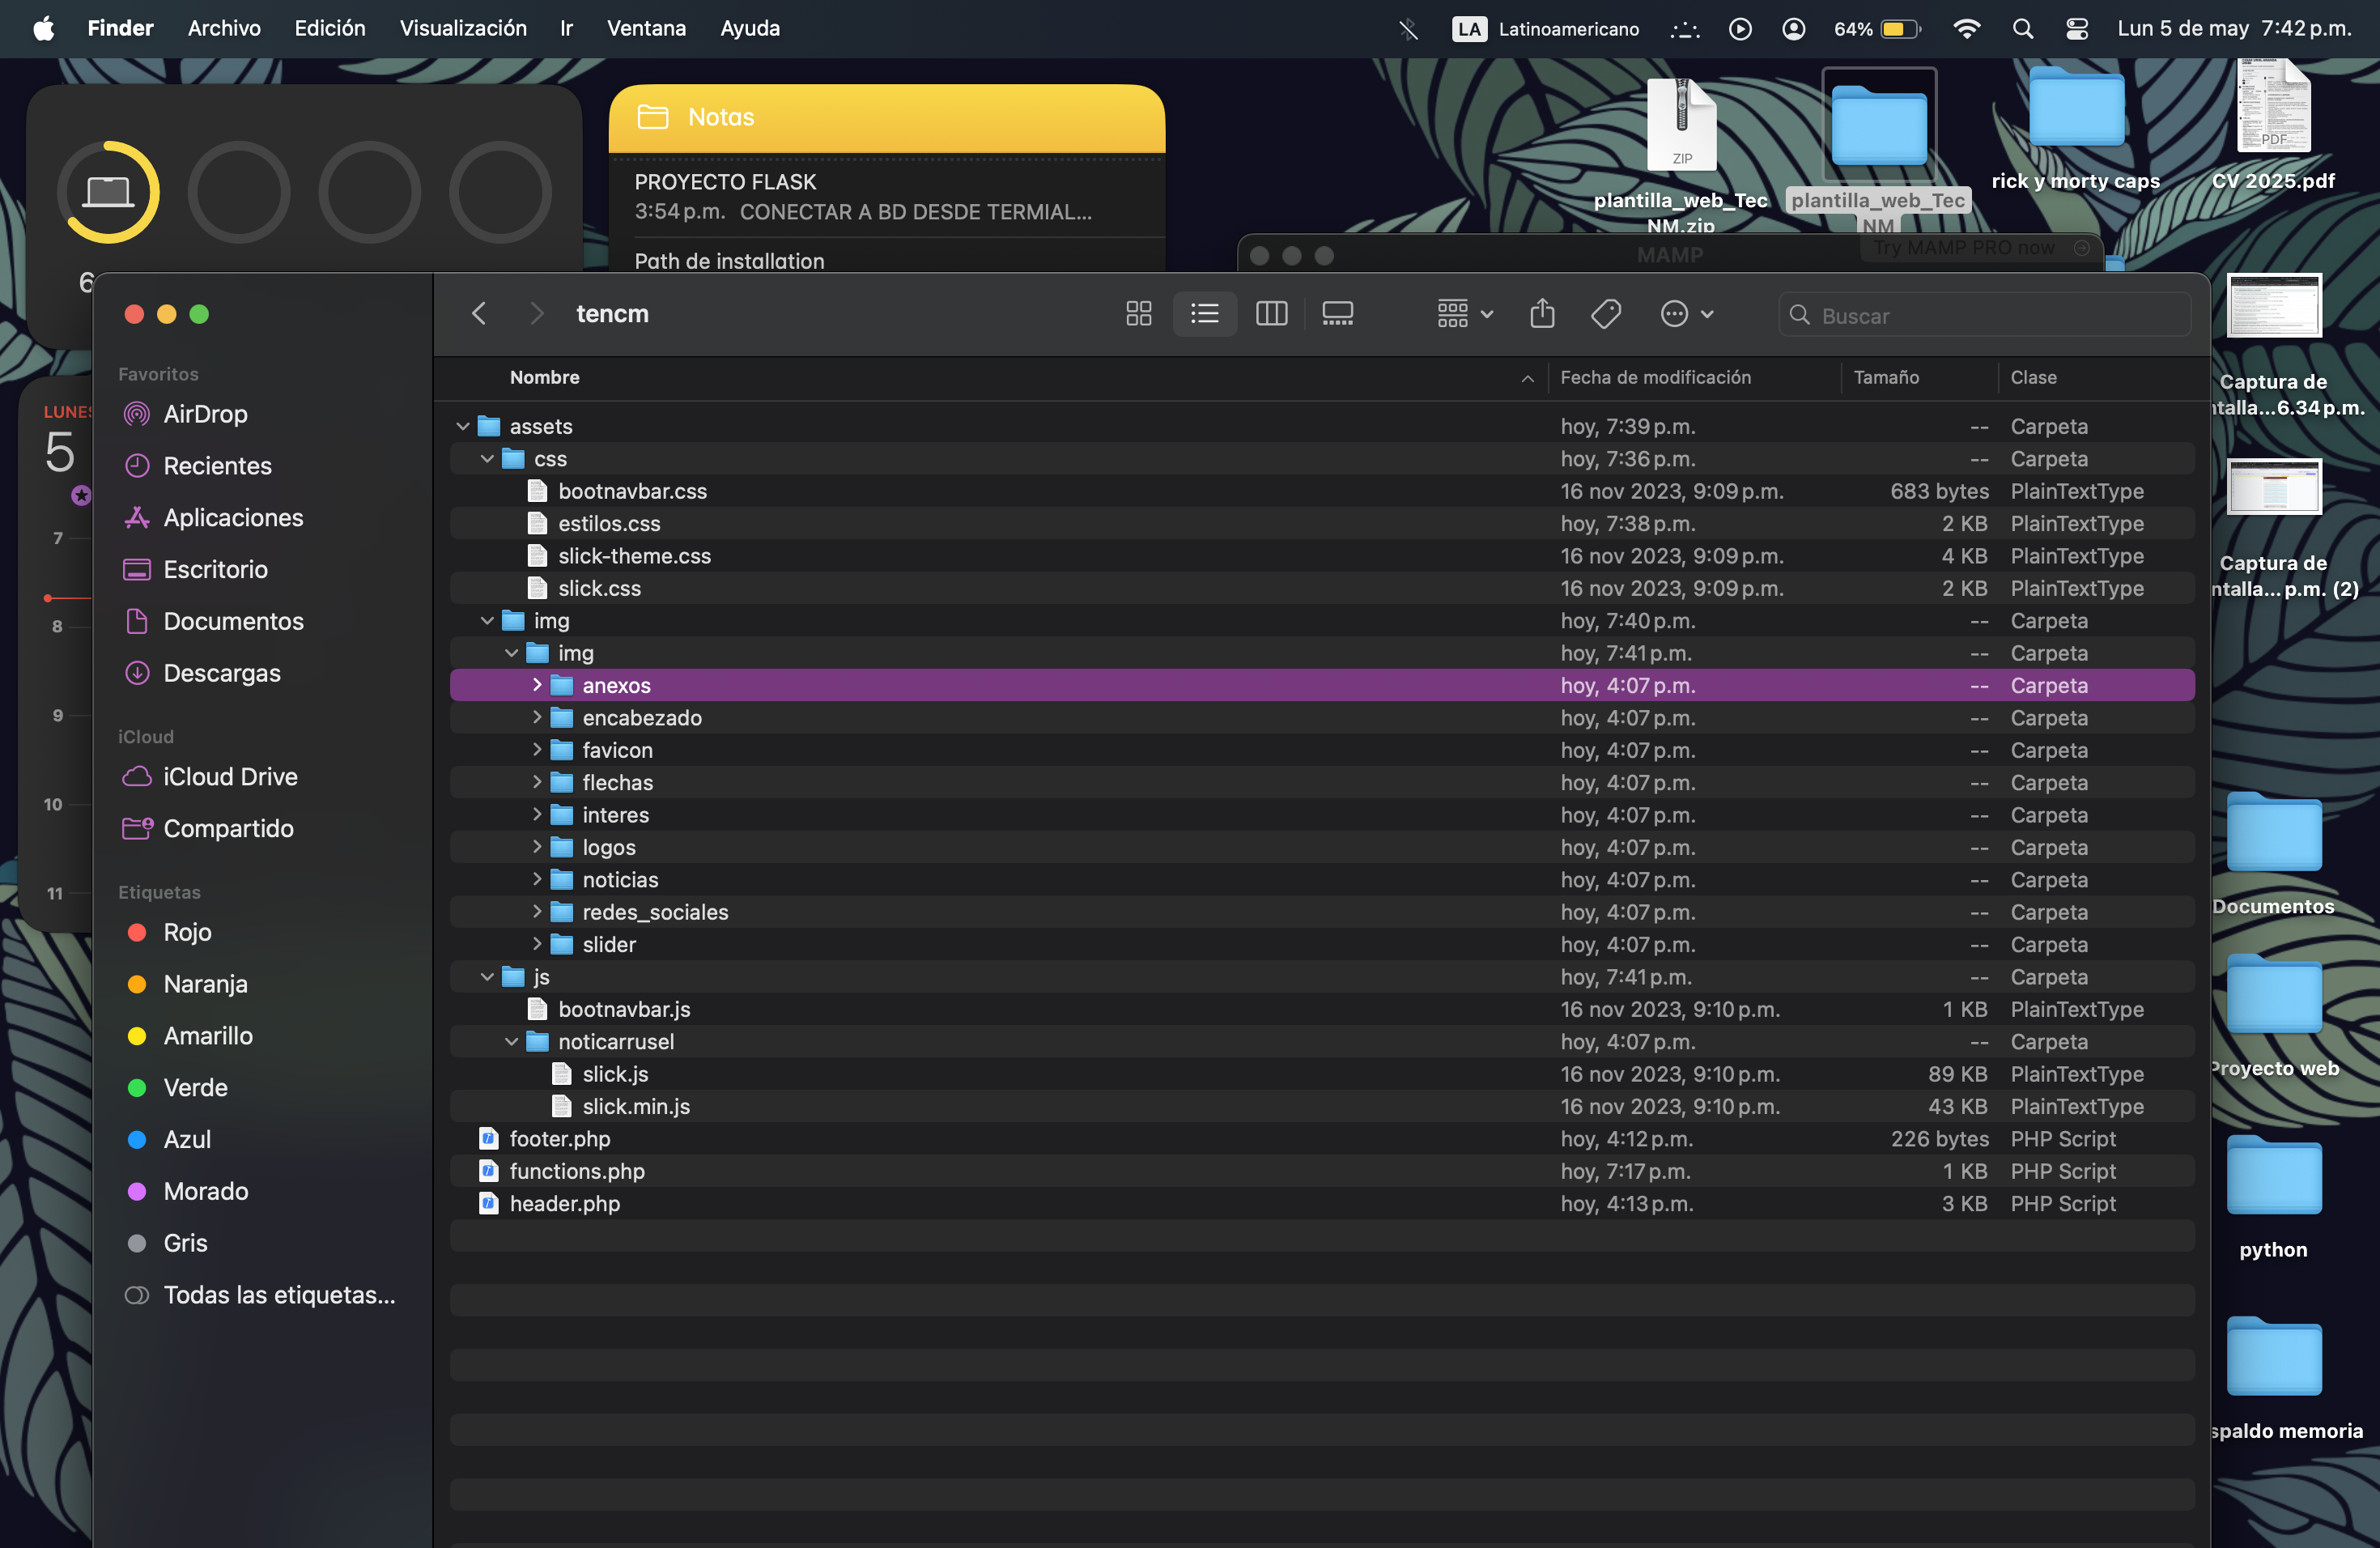 Finder Archivo Edición Visualización Ir Ventana Ayuda
LA Latinoamericano 64% Lun 5 de may 7:42 p.m.
Notas
PROYECTO FLASK
3:54 p.m. CONECTAR A BD DESDE TERMIAL...
Path de installation
ZIP
plantilla_web_Tec
NM.zip
plantilla_web_Tec
NM
rick y morty caps
PDF
CV 2025.pdf
MAMP
Try MAMP PRO now
6
LUNES
5
7
8
9
10
11
tencm
Buscar
Favoritos
AirDrop
Recientes
Aplicaciones
Escritorio
Documentos
Descargas
iCloud
iCloud Drive
Compartido
Etiquetas
Rojo
Naranja
Amarillo
Verde
Azul
Morado
Gris
Todas las etiquetas...
Nombre Fecha de modificación Tamaño Clase
assets hoy, 7:39 p.m. -- Carpeta
css hoy, 7:36 p.m. -- Carpeta
bootnavbar.css 16 nov 2023, 9:09 p.m. 683 bytes PlainTextType
estilos.css hoy, 7:38 p.m. 2 KB PlainTextType
slick-theme.css 16 nov 2023, 9:09 p.m. 4 KB PlainTextType
slick.css 16 nov 2023, 9:09 p.m. 2 KB PlainTextType
img hoy, 7:40 p.m. -- Carpeta
img hoy, 7:41 p.m. -- Carpeta
anexos hoy, 4:07 p.m. -- Carpeta
encabezado hoy, 4:07 p.m. -- Carpeta
favicon hoy, 4:07 p.m. -- Carpeta
flechas hoy, 4:07 p.m. -- Carpeta
interes hoy, 4:07 p.m. -- Carpeta
logos hoy, 4:07 p.m. -- Carpeta
noticias hoy, 4:07 p.m. -- Carpeta
redes_sociales hoy, 4:07 p.m. -- Carpeta
slider hoy, 4:07 p.m. -- Carpeta
js hoy, 7:41 p.m. -- Carpeta
bootnavbar.js 16 nov 2023, 9:10 p.m. 1 KB PlainTextType
noticarrusel hoy, 4:07 p.m. -- Carpeta
slick.js 16 nov 2023, 9:10 p.m. 89 KB PlainTextType
slick.min.js 16 nov 2023, 9:10 p.m. 43 KB PlainTextType
footer.php hoy, 4:12 p.m. 226 bytes PHP Script
functions.php hoy, 7:17 p.m. 1 KB PHP Script
header.php hoy, 4:13 p.m. 3 KB PHP Script
Captura de
ntalla...6.34 p.m.
Captura de
ntalla... p.m. (2)
Documentos
Proyecto web
python
spaldo memoria